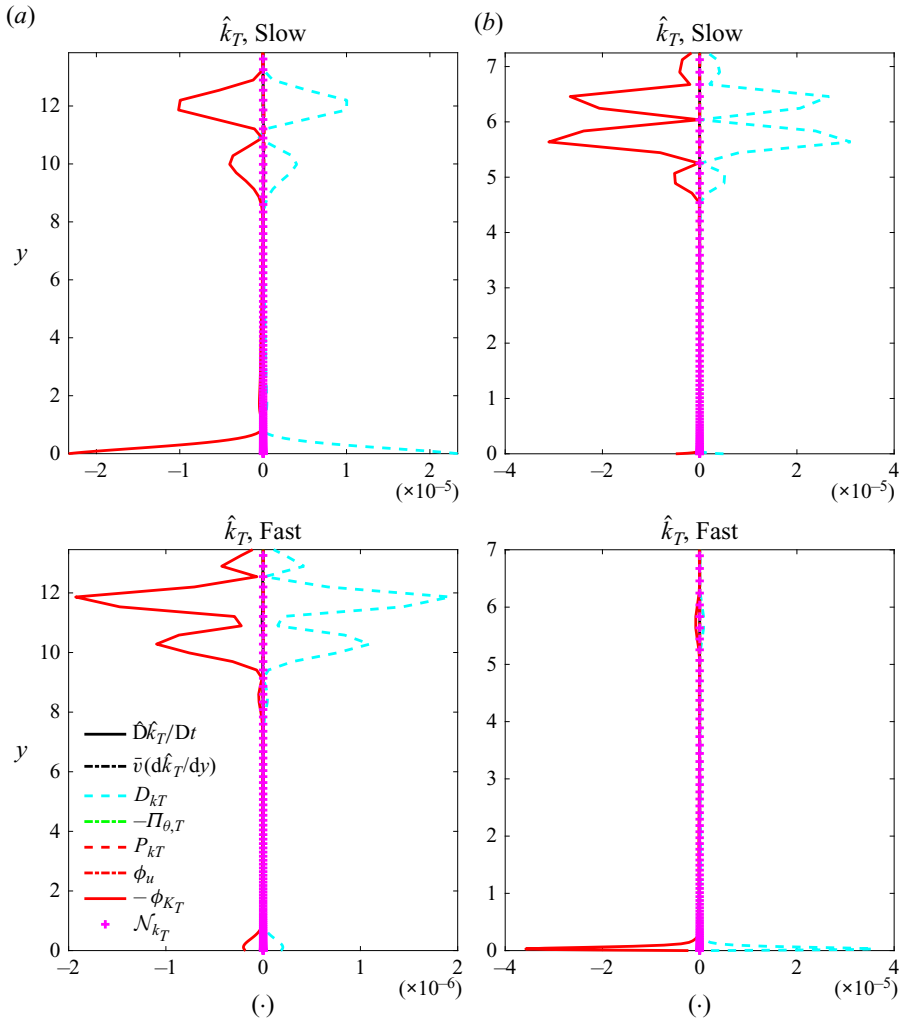 (a) (b)
k̂_T, Slow k̂_T, Slow
12 7
10 6
8 5
y 4
6 3
4 2
2 1
0 0
−2 −1 0 1 2 −4 −2 0 2 4
(×10⁻⁵) (×10⁻⁵)
k̂_T, Fast k̂_T, Fast
12 7
10 6
8 5
y 4
6 3
4 2
2 1
0 0
D̂k̂_T/Dt
v̄(dk̂_T/dy)
D_kT
−Π_θ,T
P_kT
ϕ_u
−ϕ_K_T
𝒩_k_T
−2 −1 0 1 2 −4 −2 0 2 4
(×10⁻⁶) (×10⁻⁵)
(·) (·)